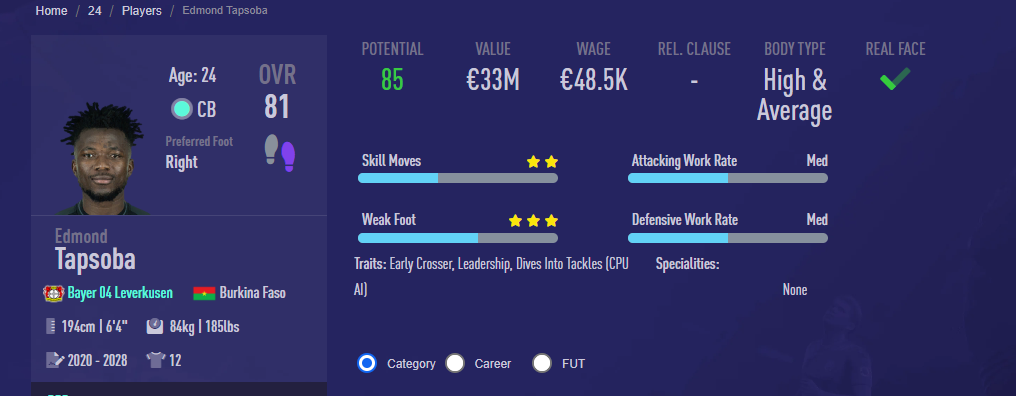 Home / 24 / Players / Edmond Tapsoba
Age: 24
CB
Preferred Foot
Right
OVR
81
Edmond
Tapsoba
Bayer 04 Leverkusen Burkina Faso
194cm | 6'4" 84kg | 185lbs
2020 - 2028 12
POTENTIAL VALUE WAGE REL. CLAUSE BODY TYPE REAL FACE
85 €33M €48.5K - High &
Average
Skill Moves Attacking Work Rate Med
Weak Foot Defensive Work Rate Med
Traits: Early Crosser, Leadership, Dives Into Tackles (CPU
AI)
Specialities:
None
Category Career FUT